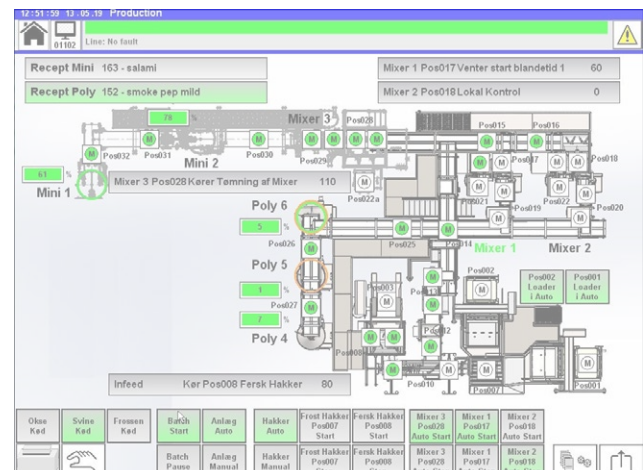 12:51:59 13.05.19 Production
01102 Line: No fault
Recept Mini 163 - salami
Mixer 1 Pos017 Venter start blandetid 1 60
Recept Poly 152 - smoke pep mild
Mixer 2 Pos018 Lokal Kontrol 0
78 %
Mixer 3 Pos028
Pos015 Pos016
Pos032 Pos031 Mini 2 Pos030 Pos029
Pos018
61 %
Mini 1
Mixer 3 Pos028 Kører Tømning af Mixer 110
Pos022a
Pos022
Pos019 Pos020
Poly 6
5 %
Pos026
Pos025
Mixer 1 Mixer 2
Poly 5
Pos003
Pos002
Pos002 Loader i Auto
Pos001 Loader i Auto
%
Pos027
7 %
Poly 4
Pos010
Pos007
Pos001
Infeed Kør Pos008 Fersk Hakker 80
Okse Kød
Svine Kød
Frossen Kød
Batch Start
Anlæg Auto
Hakker Auto
Frost Hakker Pos007 Start
Fersk Hakker Pos008 Start
Mixer 3 Pos028 Auto Start
Mixer 1 Pos017 Auto Start
Mixer 2 Pos018 Auto Start
Batch Pause
Anlæg Manual
Hakker Manual
Frost Hakker Pos007
Fersk Hakker Pos008
Mixer 3 Pos028
Mixer 1 Pos017
Mixer 2 Pos018